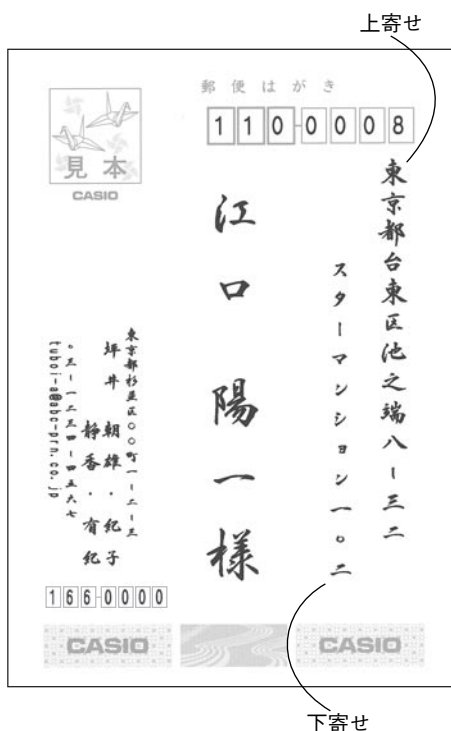 上寄せ
郵便はがき
110-0008
見本
CASIO
東京都台東区池之端八ー三二
スターマンション一〇二
江口陽一様
東京都杉並区〇〇町一ー二ー三
坪井 朝雄・紀子
静香・有紀
〇三ー一二三四ー四五六七
tuboi-a@abc-prn.co.jp
166-0000
CASIO
CASIO
下寄せ